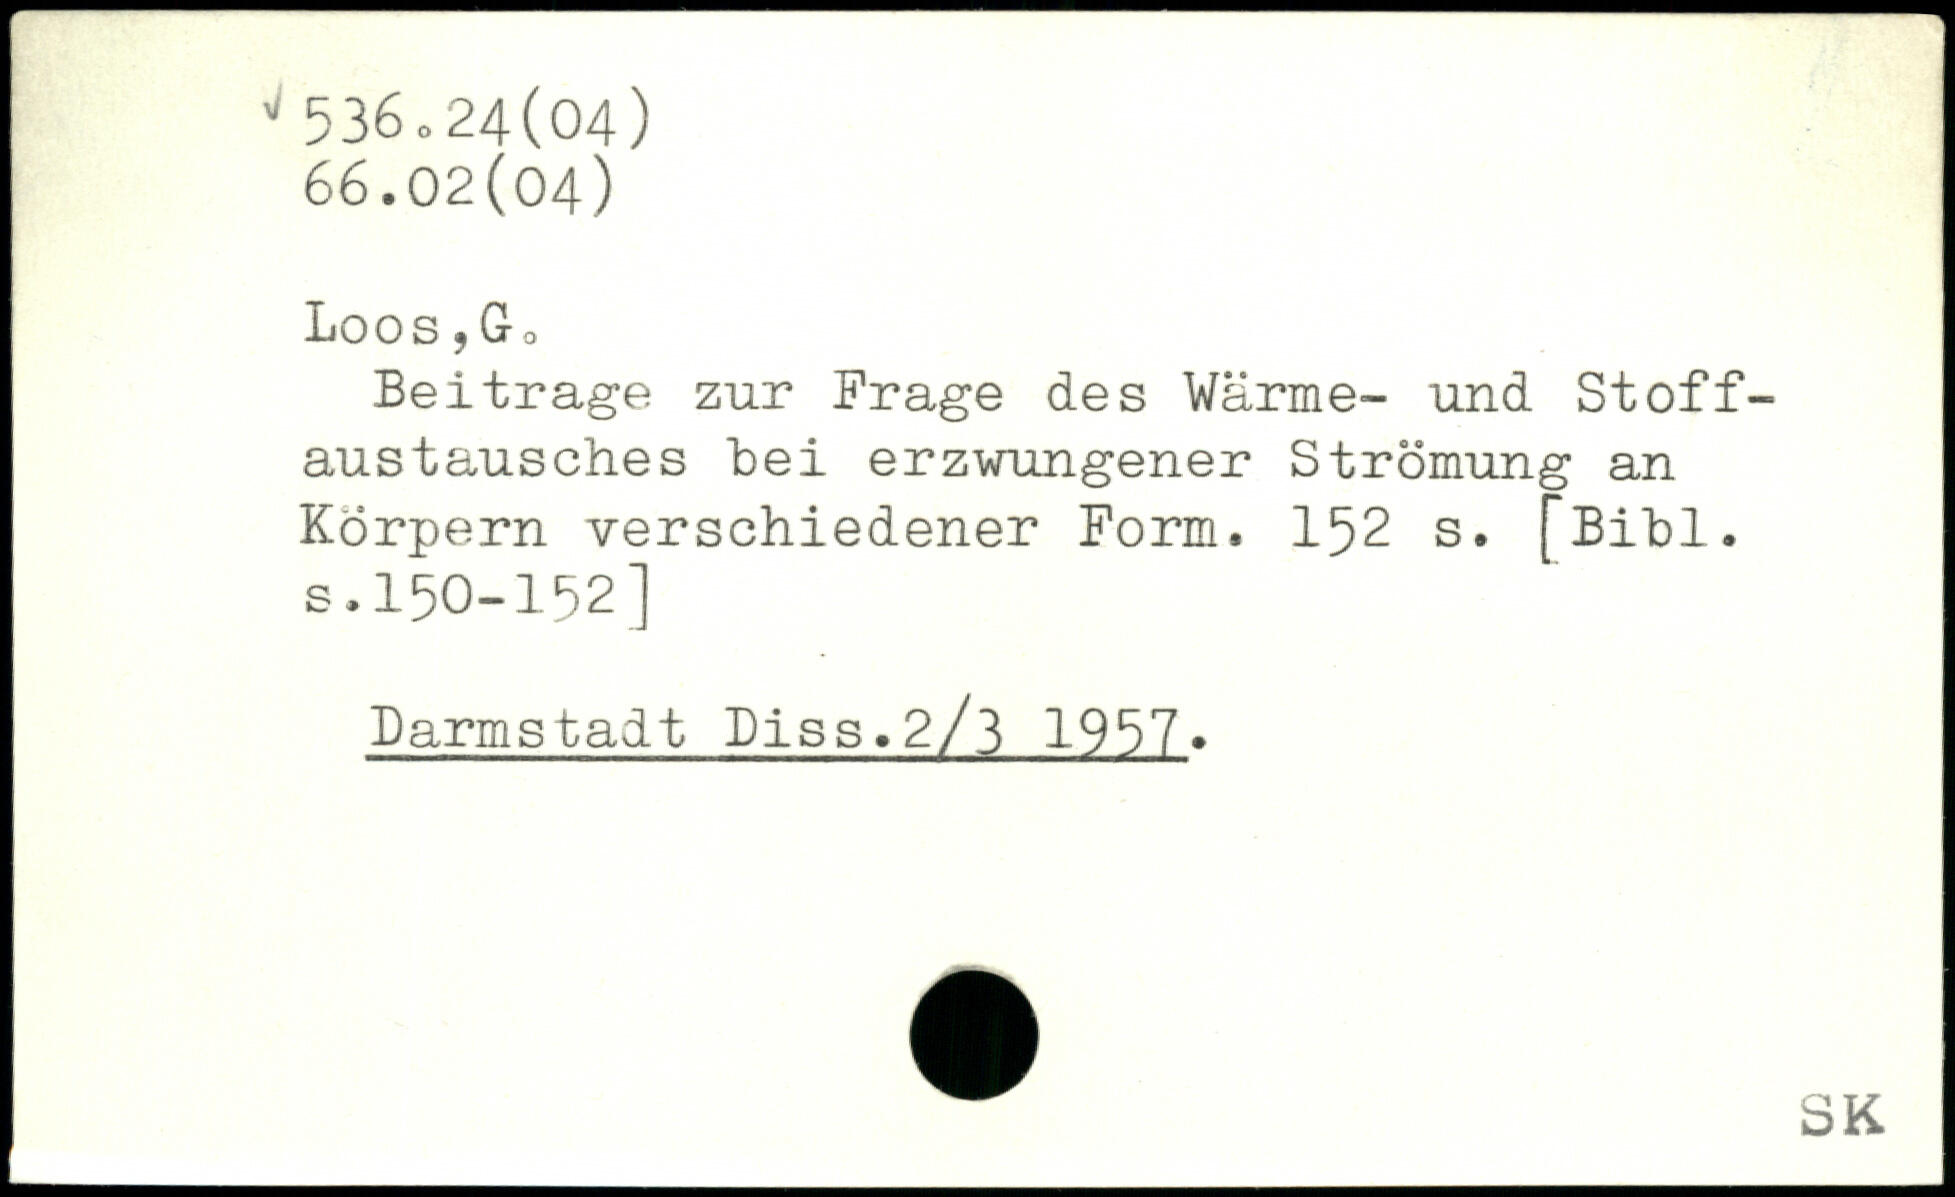 √ 536.24(04)
66.02(04)
Loos,G.
Beitrage zur Frage des Wärme- und Stoff-
austausches bei erzwungener Strömung an
Körpern verschiedener Form. 152 s. [Bibl.
s.150-152]
Darmstadt Diss.2/3 1957.
SK